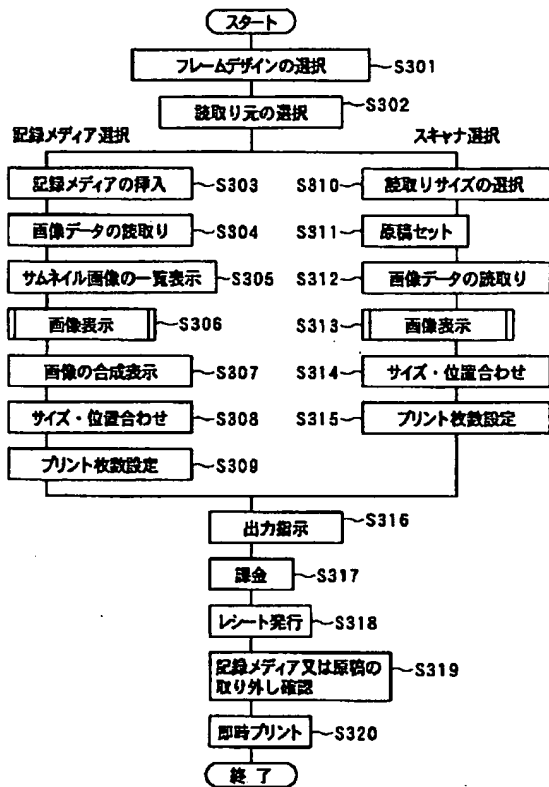 スタート
フレームデザインの選択 S301
読取り元の選択 S302
記録メディア選択
記録メディアの挿入 S303
画像データの読取り S304
サムネイル画像の一覧表示 S305
画像表示 S306
画像の合成表示 S307
サイズ・位置合わせ S308
プリント枚数設定 S309
スキャナ選択
S310 読取りサイズの選択
S311 原稿セット
S312 画像データの読取り
S313 画像表示
S314 サイズ・位置合わせ
S315 プリント枚数設定
出力指示 S316
課金 S317
レシート発行 S318
記録メディア又は原稿の
取り外し確認 S319
即時プリント S320
終了